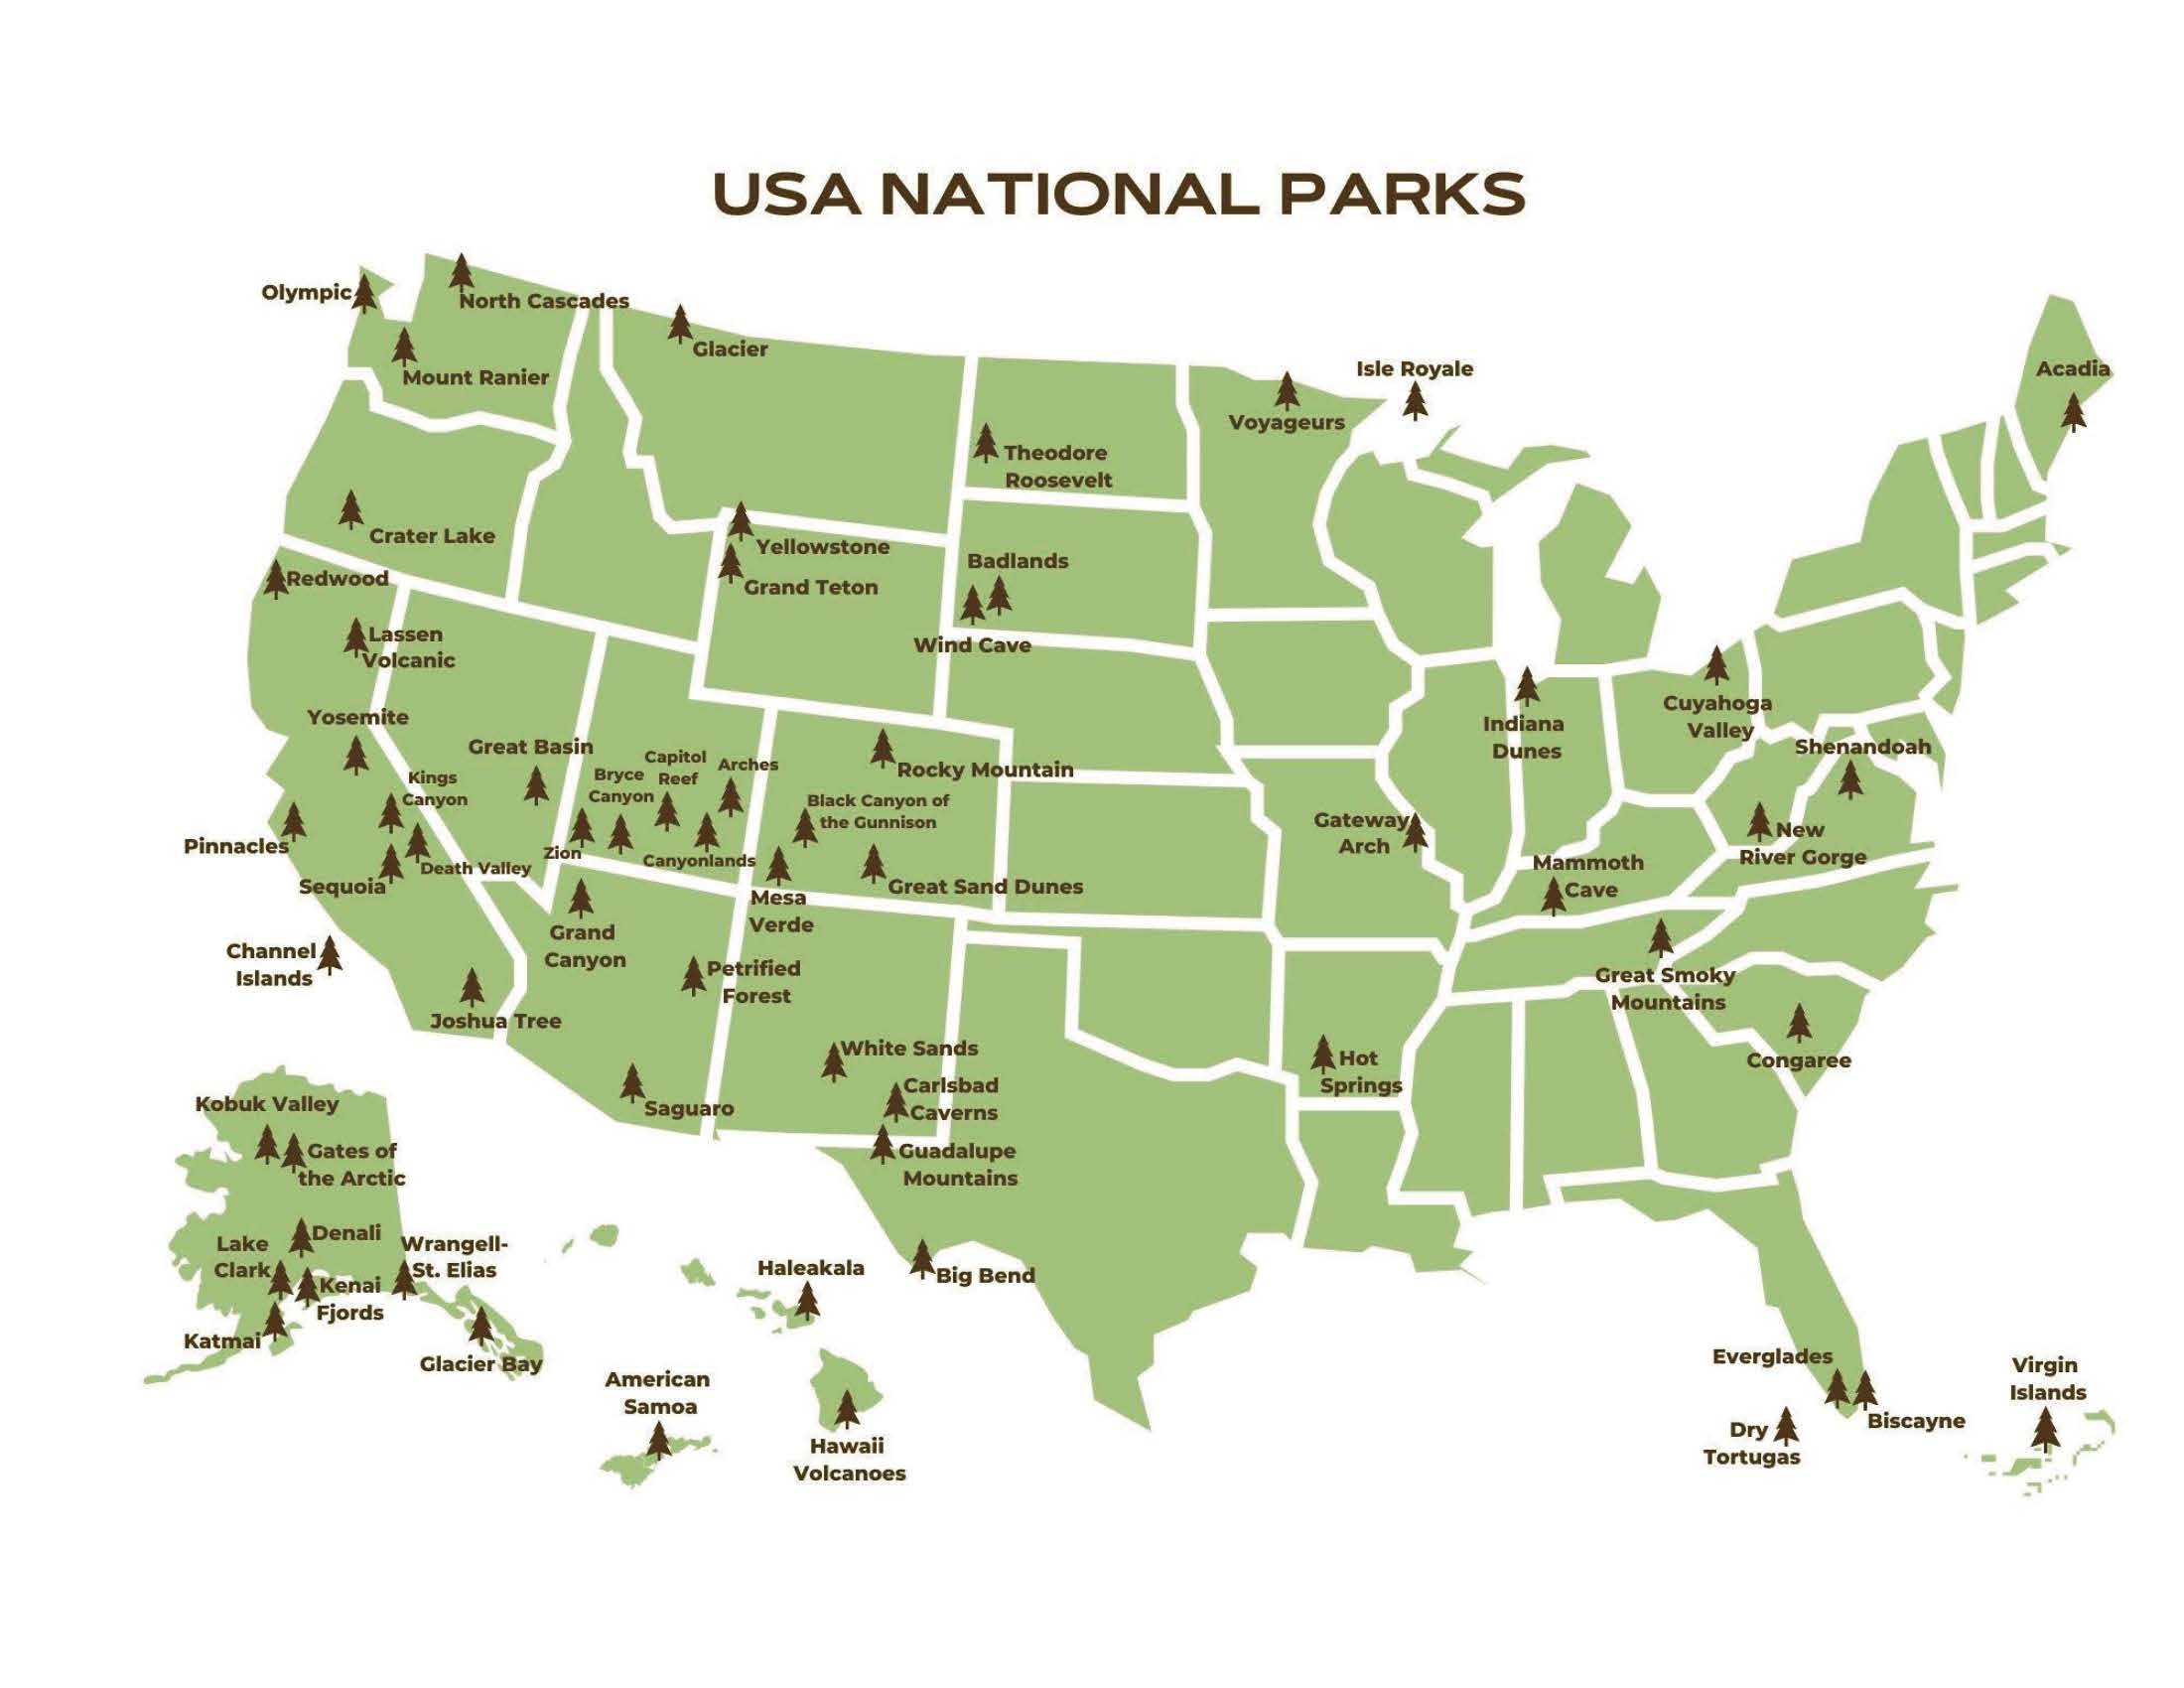 USA NATIONAL PARKS
Olympic
North Cascades
Mount Ranier
Glacier
Isle Royale
Voyageurs
Acadia
Theodore
Roosevelt
Crater Lake
Yellowstone
Grand Teton
Badlands
Wind Cave
Redwood
Lassen
Volcanic
Yosemite
Kings
Canyon
Great Basin
Bryce
Canyon
Capitol
Reef
Arches
Rocky Mountain
Black Canyon of
the Gunnison
Indiana
Dunes
Cuyahoga
Valley
Shenandoah
Pinnacles
Sequoia
Death Valley
Zion
Canyonlands
Mesa
Verde
Great Sand Dunes
Gateway
Arch
Mammoth
Cave
New
River Gorge
Channel
Islands
Grand
Canyon
Petrified
Forest
Joshua Tree
Great Smoky
Mountains
White Sands
Carlsbad
Caverns
Saguaro
Guadalupe
Mountains
Hot
Springs
Congaree
Kobuk Valley
Gates of
the Arctic
Denali
Lake
Clark
Wrangell-
St. Elias
Kenai
Fjords
Katmai
Glacier Bay
Haleakala
Big Bend
American
Samoa
Hawaii
Volcanoes
Everglades
Biscayne
Dry
Tortugas
Virgin
Islands